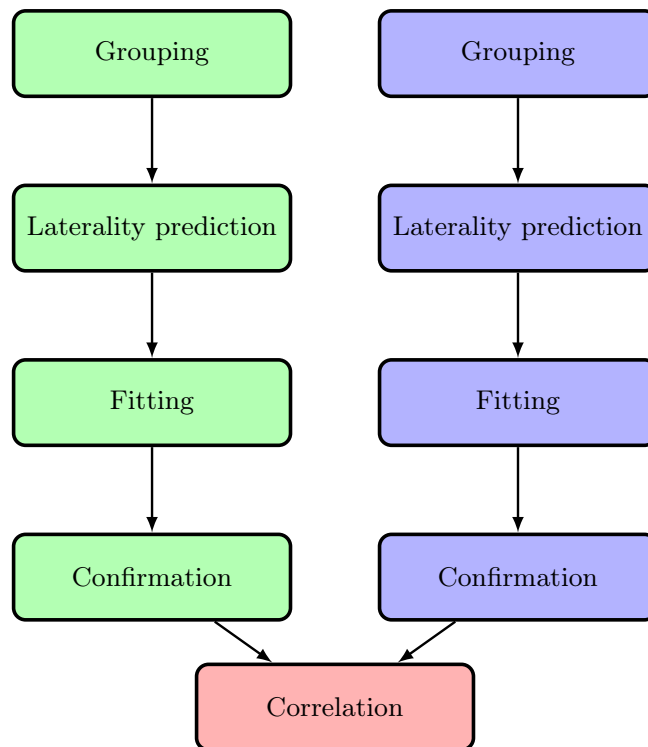 Grouping
Grouping
Laterality prediction
Laterality prediction
Fitting
Fitting
Confirmation
Confirmation
Correlation